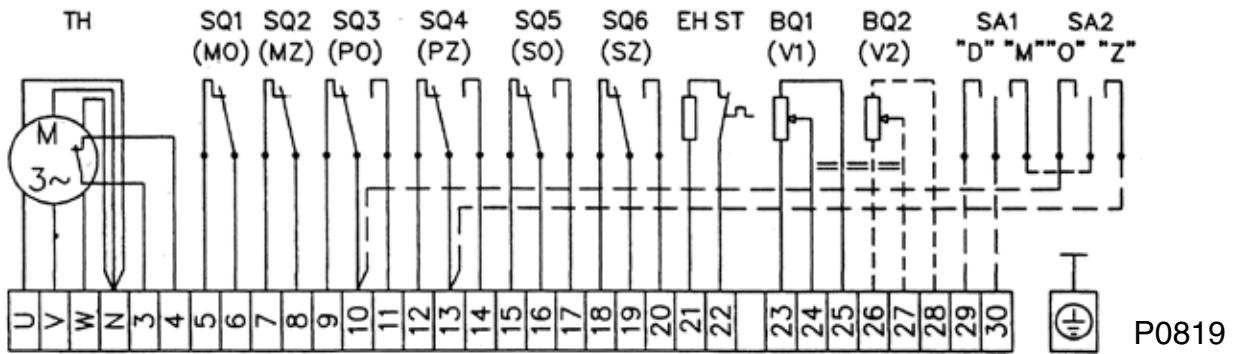 TH SQ1 SQ2 SQ3 SQ4 SQ5 SQ6 EH ST BQ1 BQ2 SA1 SA2
(MO) (MZ) (PO) (PZ) (SO) (SZ) (V1) (V2) "D" "M" "O" "Z"
M
3~
U V W N 3 4 5 6 7 8 9 10 11 12 13 14 15 16 17 18 19 20 21 22 23 24 25 26 27 28 29 30
P0819